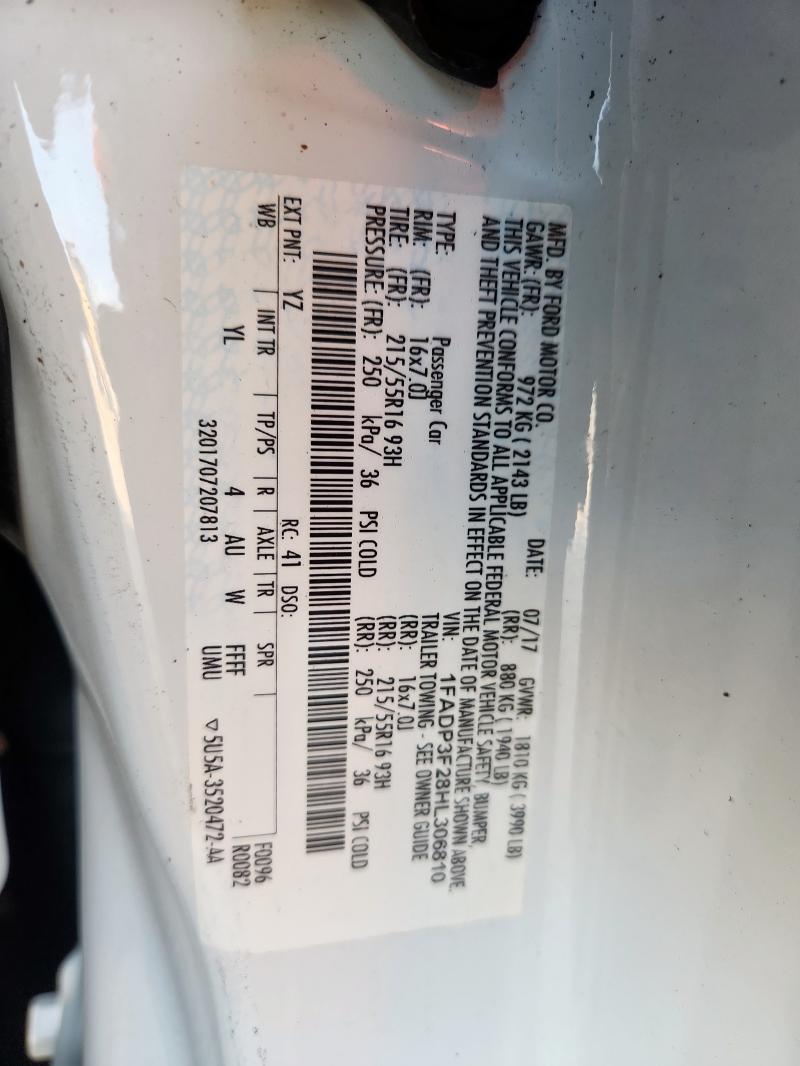 MFD. BY FORD MOTOR CO. DATE: 07/17 GVWR: 1810 KG ( 3990 LB)
GAWR: (FR): 972 KG ( 2143 LB) (RR): 880 KG ( 1940 LB)
THIS VEHICLE CONFORMS TO ALL APPLICABLE FEDERAL MOTOR VEHICLE SAFETY, BUMPER,
AND THEFT PREVENTION STANDARDS IN EFFECT ON THE DATE OF MANUFACTURE SHOWN ABOVE.
VIN: 1FADP3F28HL306810
TYPE: Passenger Car TRAILER TOWING - SEE OWNER GUIDE
RIM: (FR): 16x7.0J (RR): 16x7.0J
TIRE: (FR): 215/55R16 93H (RR): 215/55R16 93H
PRESSURE (FR): 250 kPa/ 36 PSI COLD (RR): 250 kPa/ 36 PSI COLD
EXT PNT: YZ RC: 41 DSO:
WB INT TR TP/PS R AXLE TR SPR F0096
YL 4 AU W FFFF R0082
3201707207813 UMU ▽5U5A-3520472-AA